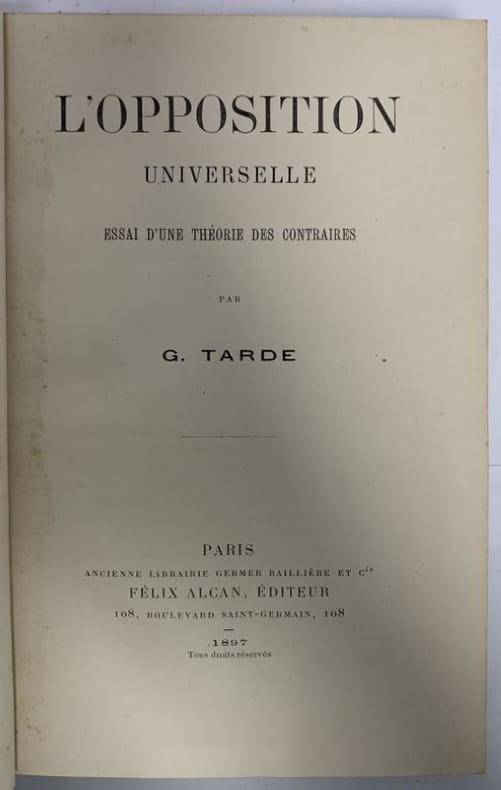 L'OPPOSITION
UNIVERSELLE
ESSAI D'UNE THÉORIE DES CONTRAIRES
PAR
G. TARDE
PARIS
ANCIENNE LIBRAIRIE GERMER BAILLIÈRE ET Cie
FÉLIX ALCAN, ÉDITEUR
108, BOULEVARD SAINT-GERMAIN, 108
1897
Tous droits réservés